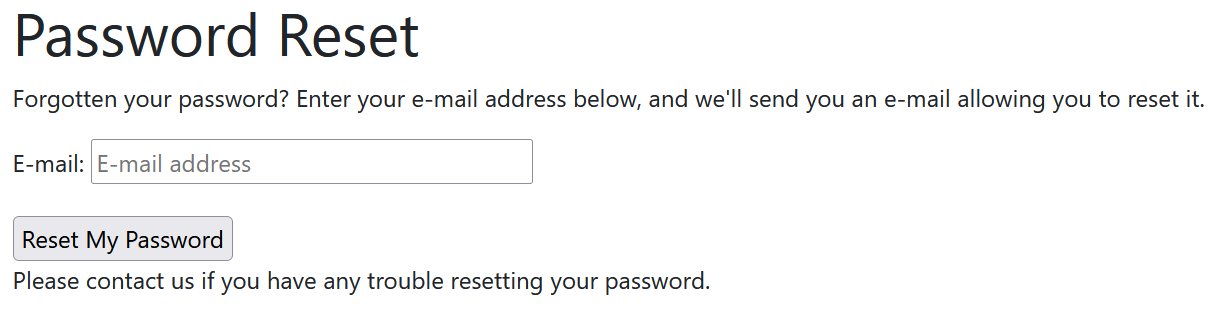 Password Reset
Forgotten your password? Enter your e-mail address below, and we'll send you an e-mail allowing you to reset it.
E-mail: E-mail address
Reset My Password
Please contact us if you have any trouble resetting your password.